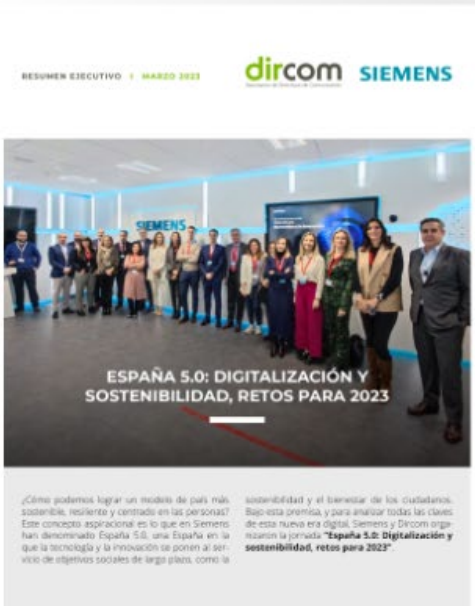 RESUMEN EJECUTIVO I MARZO 2023
dircom
Asociación de Directivos de Comunicación
SIEMENS
SIEMENS
ESPAÑA 5.0: DIGITALIZACIÓN Y
SOSTENIBILIDAD, RETOS PARA 2023
¿Cómo podemos lograr un modelo de país más
sostenible, resiliente y centrado en las personas?
Este concepto aspiracional es lo que en Siemens
han denominado España 5.0, una España en la
que la tecnología y la innovación se ponen al ser-
vicio de objetivos sociales de largo plazo, como la
sostenibilidad y el bienestar de los ciudadanos.
Bajo esta premisa, y para analizar todas las claves
de esta nueva era digital, Siemens y Dircom orga-
nizaron la jornada "España 5.0: Digitalización y
sostenibilidad, retos para 2023".